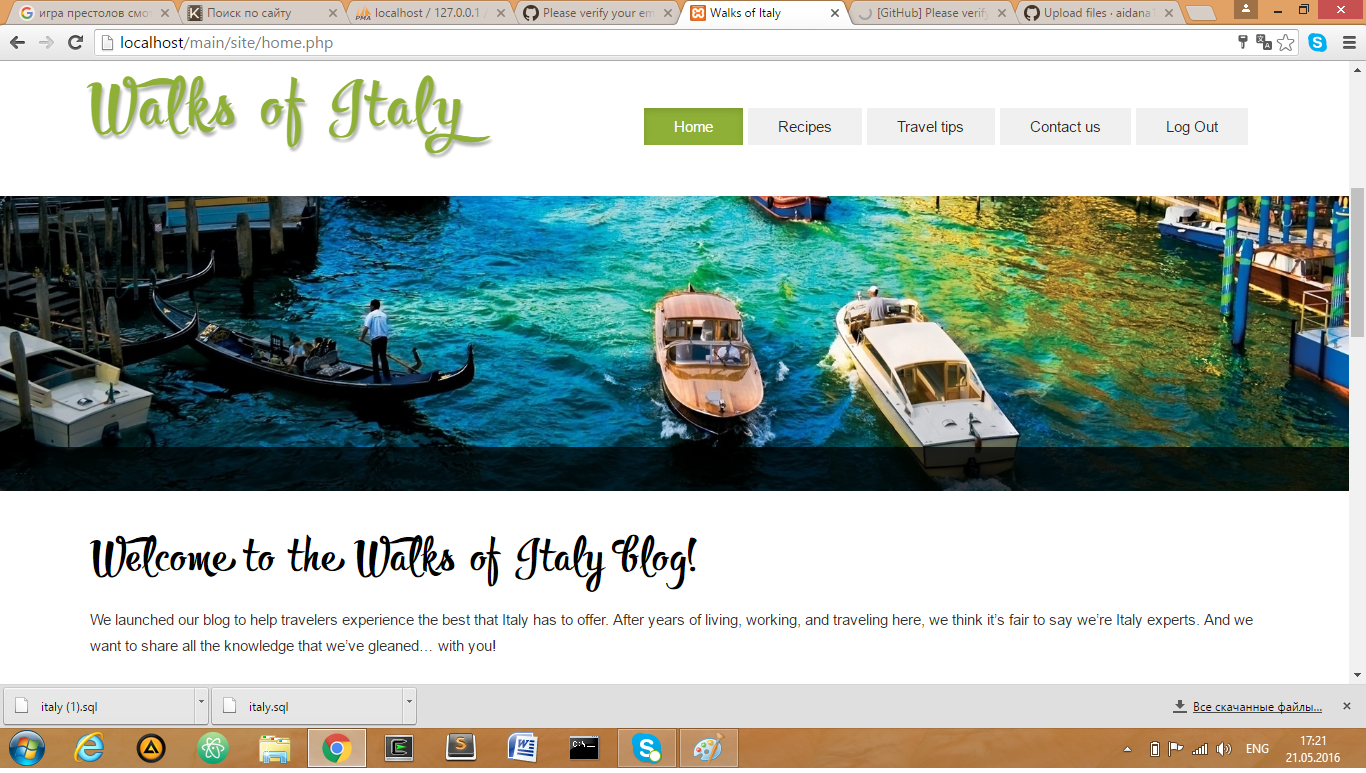 игра престолов смо
Поиск по сайту
localhost / 127.0.0.1 /
Please verify your em
Walks of Italy
[GitHub] Please verify
Upload files · aidana
localhost/main/site/home.php
Walks of Italy
Home Recipes Travel tips Contact us Log Out
Welcome to the Walks of Italy blog!
We launched our blog to help travelers experience the best that Italy has to offer. After years of living, working, and traveling here, we think it’s fair to say we’re Italy experts. And we
want to share all the knowledge that we’ve gleaned… with you!
italy (1).sql
italy.sql
Все скачанные файлы...
ENG
17:21
21.05.2016